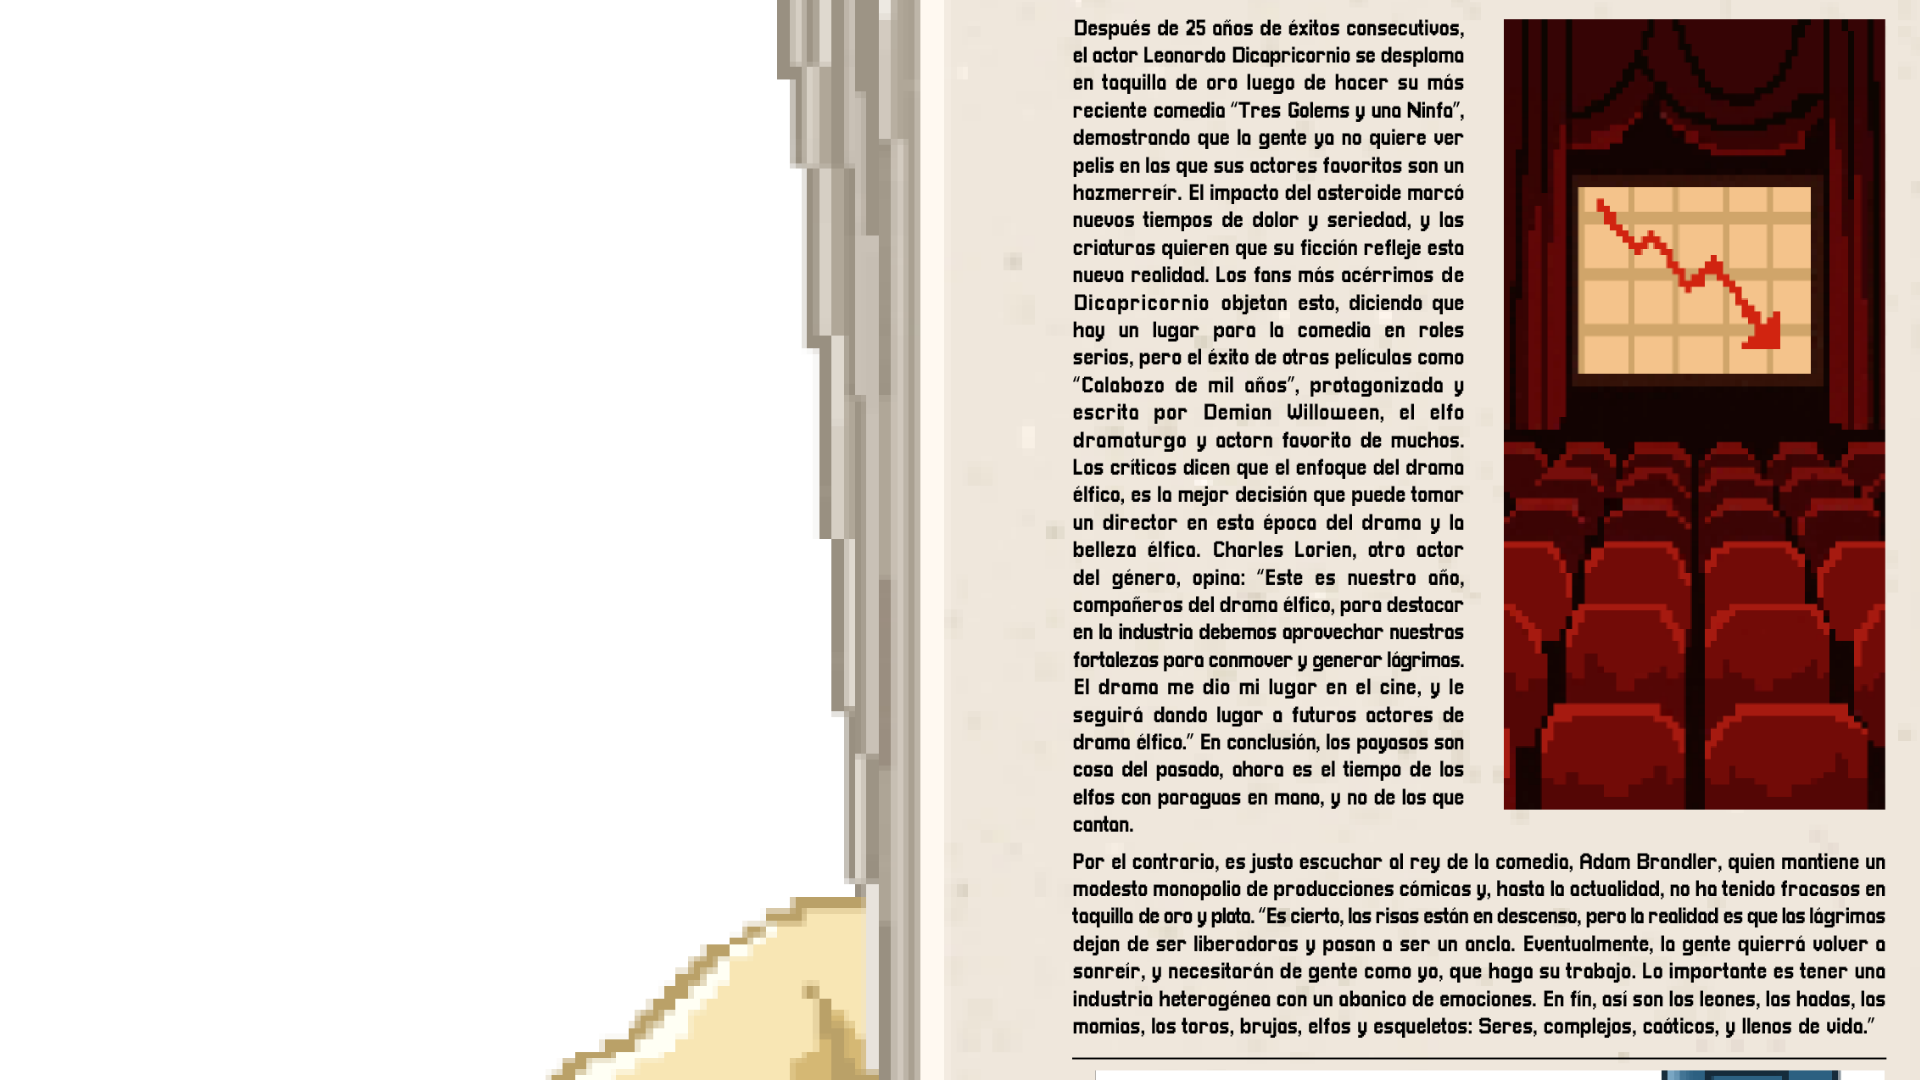 Después de 25 años de éxitos consecutivos,
el actor Leonardo Dicapricornio se desploma
en taquilla de oro luego de hacer su más
reciente comedia "Tres Golems y una Ninfa",
demostrando que la gente ya no quiere ver
pelis en las que sus actores favoritos son un
hazmerreír. El impacto del asteroide marcó
nuevos tiempos de dolor y seriedad, y las
criaturas quieren que su ficción refleje esta
nueva realidad. Los fans más acérrimos de
Dicapricornio objetan esto, diciendo que
hay un lugar para la comedia en roles
serios, pero el éxito de otras películas como
"Calabozo de mil años", protagonizada y
escrita por Demian Willoween, el elfo
dramaturgo y actorn favorito de muchos.
Los críticos dicen que el enfoque del drama
élfico, es la mejor decisión que puede tomar
un director en esta época del drama y la
belleza élfica. Charles Lorien, otro actor
del género, opina: "Este es nuestro año,
compañeros del drama élfico, para destacar
en la industria debemos aprovechar nuestras
fortalezas para conmover y generar lágrimas.
El drama me dio mi lugar en el cine, y le
seguirá dando lugar a futuros actores de
drama élfico." En conclusión, los payasos son
cosa del pasado, ahora es el tiempo de los
elfos con paraguas en mano, y no de los que
cantan.
Por el contrario, es justo escuchar al rey de la comedia, Adam Brandler, quien mantiene un
modesto monopolio de producciones cómicas y, hasta la actualidad, no ha tenido fracasos en
taquilla de oro y plata. "Es cierto, las risas están en descenso, pero la realidad es que las lágrimas
dejan de ser liberadoras y pasan a ser un ancla. Eventualmente, la gente quierrá volver a
sonreír, y necesitarán de gente como yo, que haga su trabajo. Lo importante es tener una
industria heterogénea con un abanico de emociones. En fín, así son los leones, las hadas, las
momias, los toros, brujas, elfos y esqueletos: Seres, complejos, caóticos, y llenos de vida."